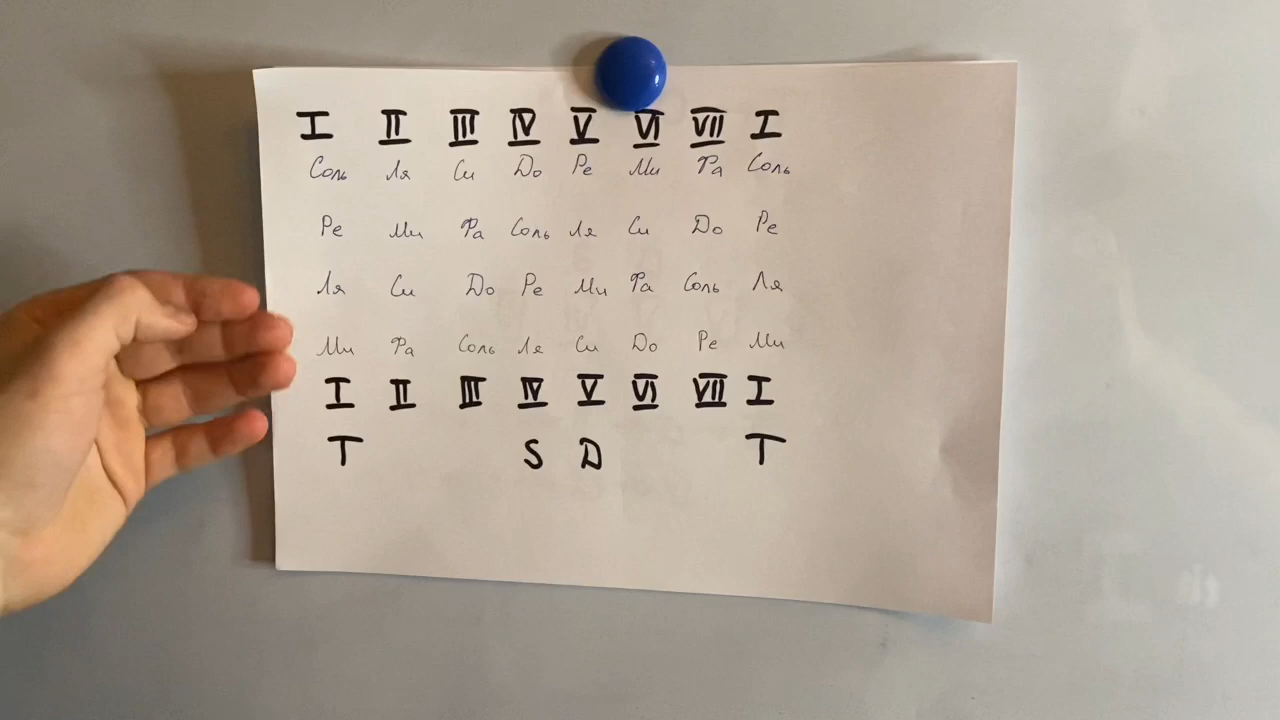 I II III IV V VI VII I
Соль Ля Си До Ре Ми Фа Соль
Ре Ми Фа Соль Ля Си До Ре
Ля Си До Ре Ми Фа Соль Ля
Ми Фа Соль Ля Си До Ре Ми
I II III IV V VI VII I
T S D T